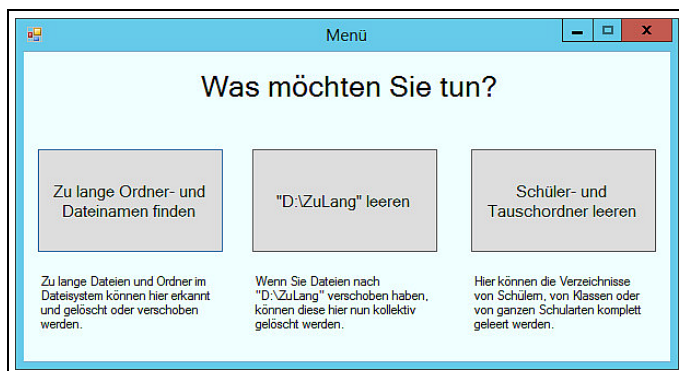 Menü
Was möchten Sie tun?
Zu lange Ordner- und
Dateinamen finden
"D:\ZuLang" leeren
Schüler- und
Tauschordner leeren
Zu lange Dateien und Ordner im
Dateisystem können hier erkannt
und gelöscht oder verschoben
werden.
Wenn Sie Dateien nach
"D:\ZuLang" verschoben haben,
können diese hier nun kollektiv
gelöscht werden.
Hier können die Verzeichnisse
von Schülern, von Klassen oder
von ganzen Schularten komplett
geleert werden.